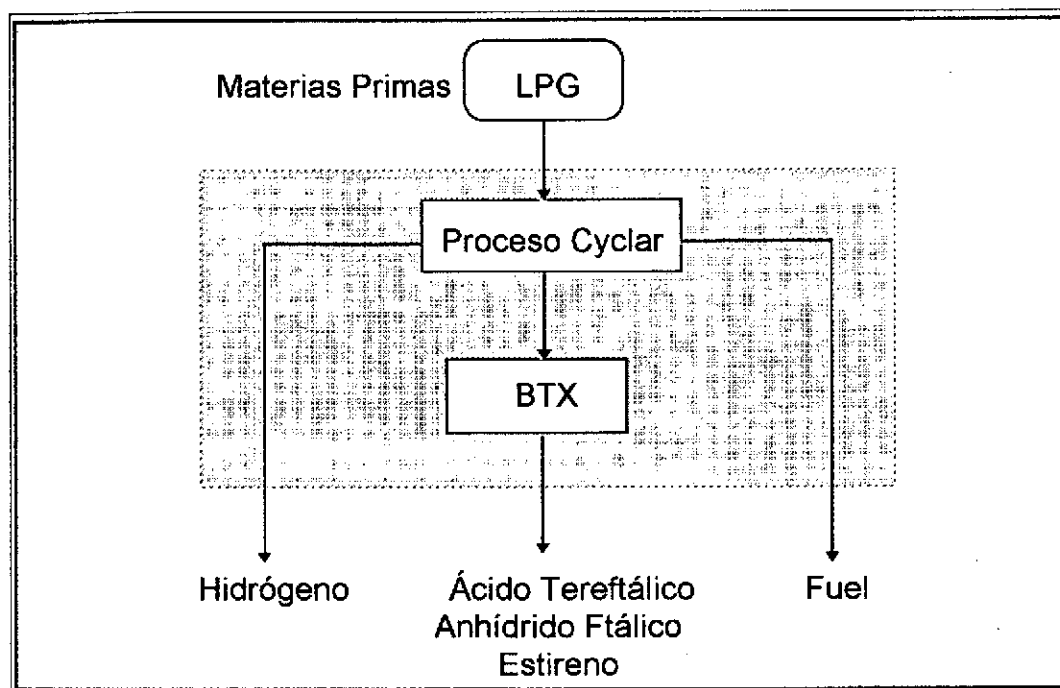 Materias Primas LPG
Proceso Cyclar
BTX
Hidrógeno Ácido Tereftálico Fuel
Anhídrido Ftálico
Estireno